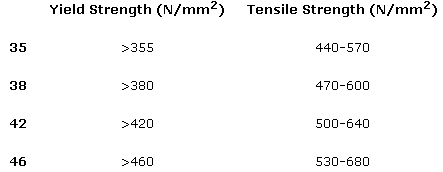 Yield Strength (N/mm2) Tensile Strength (N/mm2)
35 >355 440-570
38 >380 470-600
42 >420 500-640
46 >460 530-680